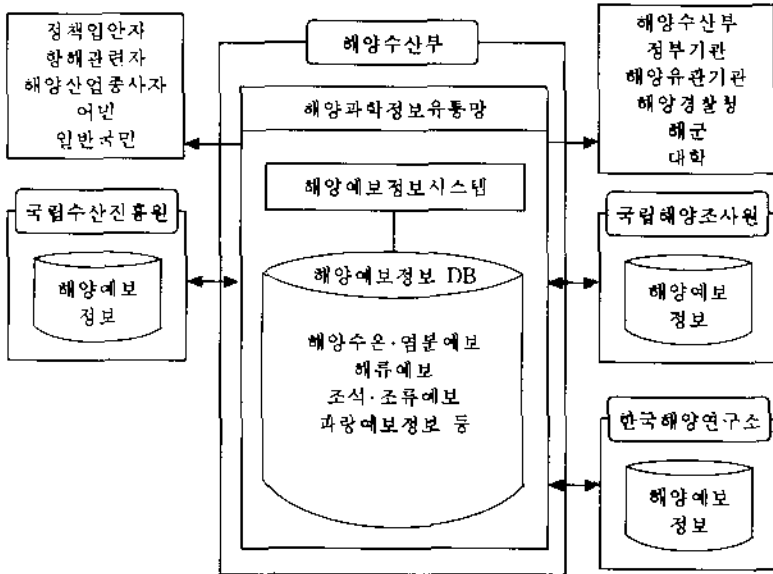 정책입안자
항해관련자
해양산업종사자
어민
일반국민
해양수산부
해양수산부
정부기관
해양유관기관
해양경찰청
해군
대학
해양과학정보유통망
해양예보정보시스템
국립수산진흥원
해양예보
정보
해양예보정보 DB
해양수온·염분예보
해류예보
조석·조류예보
파랑예보정보 등
국립해양조사원
해양예보
정보
한국해양연구소
해양예보
정보